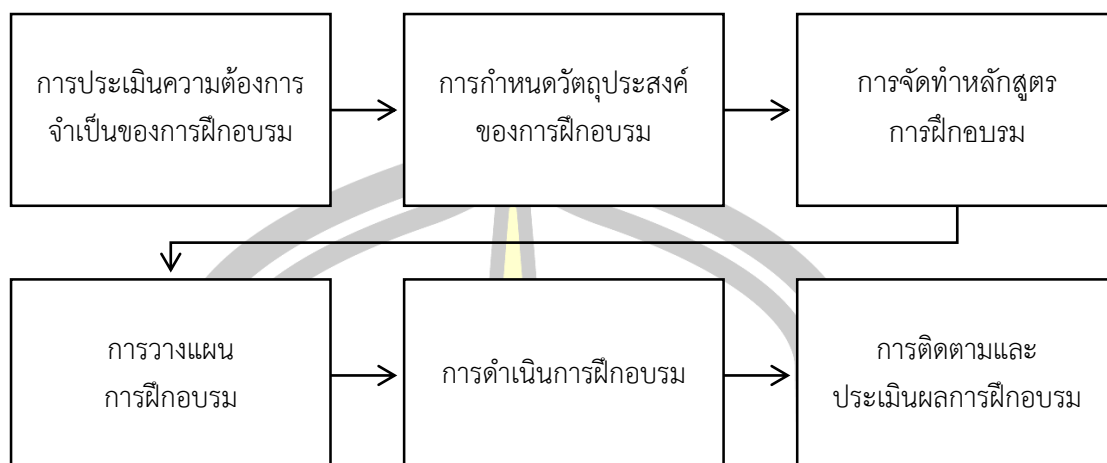 การประเมินความต้องการ
จำเป็นของการฝึกอบรม
การกำหนดวัตถุประสงค์
ของการฝึกอบรม
การจัดทำหลักสูตร
การฝึกอบรม
การวางแผน
การฝึกอบรม
การดำเนินการฝึกอบรม
การติดตามและ
ประเมินผลการฝึกอบรม